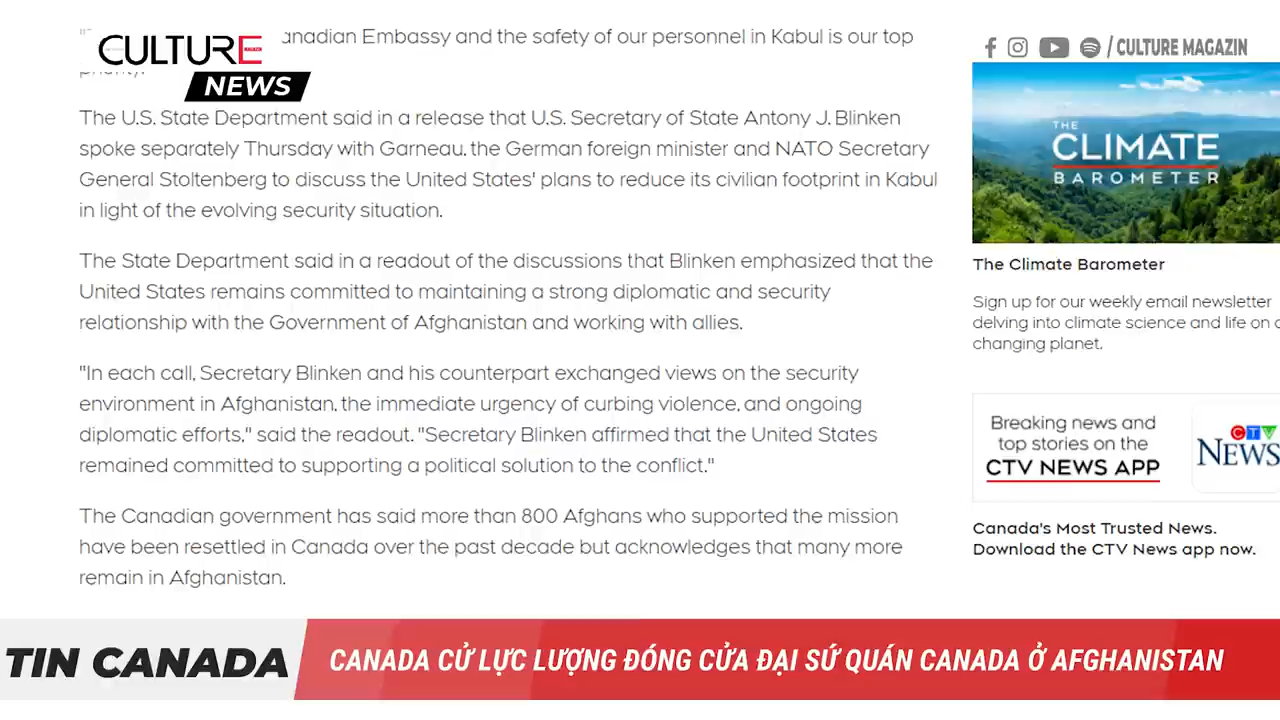 anadian Embassy and the safety of our personnel in Kabul is our top
priority.
CULTURE
NEWS
/ CULTURE MAGAZIN
The U.S. State Department said in a release that U.S. Secretary of State Antony J. Blinken
spoke separately Thursday with Garneau, the German foreign minister and NATO Secretary
General Stoltenberg to discuss the United States' plans to reduce its civilian footprint in Kabul
in light of the evolving security situation.
The State Department said in a readout of the discussions that Blinken emphasized that the
United States remains committed to maintaining a strong diplomatic and security
relationship with the Government of Afghanistan and working with allies.
"In each call, Secretary Blinken and his counterpart exchanged views on the security
environment in Afghanistan, the immediate urgency of curbing violence, and ongoing
diplomatic efforts," said the readout. "Secretary Blinken affirmed that the United States
remained committed to supporting a political solution to the conflict."
The Canadian government has said more than 800 Afghans who supported the mission
have been resettled in Canada over the past decade but acknowledges that many more
remain in Afghanistan.
THE
CLIMATE
BAROMETER
The Climate Barometer
Sign up for our weekly email newsletter
delving into climate science and life on a
changing planet.
Breaking news and
top stories on the
CTV NEWS APP
CTV
NEWS
Canada's Most Trusted News.
Download the CTV News app now.
TIN CANADA
CANADA CỬ LỰC LƯỢNG ĐÓNG CỬA ĐẠI SỨ QUÁN CANADA Ở AFGHANISTAN